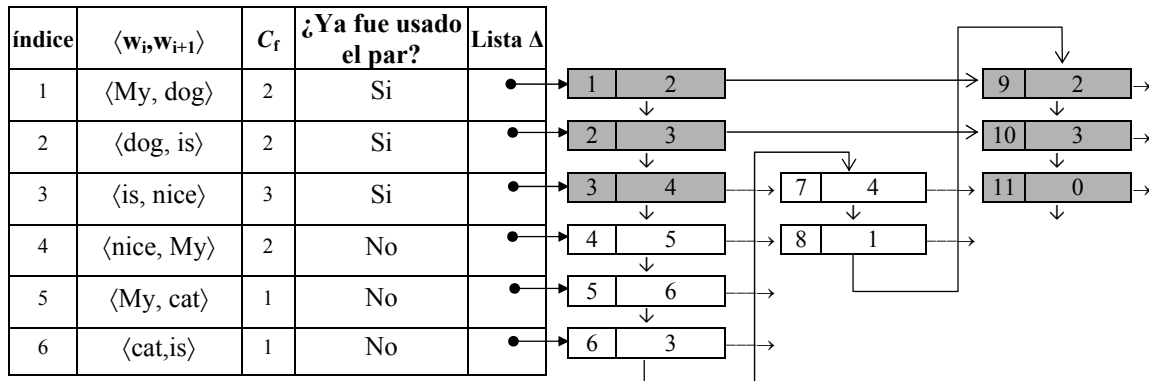 índice ⟨wᵢ,wᵢ₊₁⟩ C_f ¿Ya fue usado el par? Lista Δ
1 ⟨My, dog⟩ 2 Si 1 2 9 2
2 ⟨dog, is⟩ 2 Si 2 3 10 3
3 ⟨is, nice⟩ 3 Si 3 4 7 4 11 0
4 ⟨nice, My⟩ 2 No 4 5 8 1
5 ⟨My, cat⟩ 1 No 5 6
6 ⟨cat,is⟩ 1 No 6 3